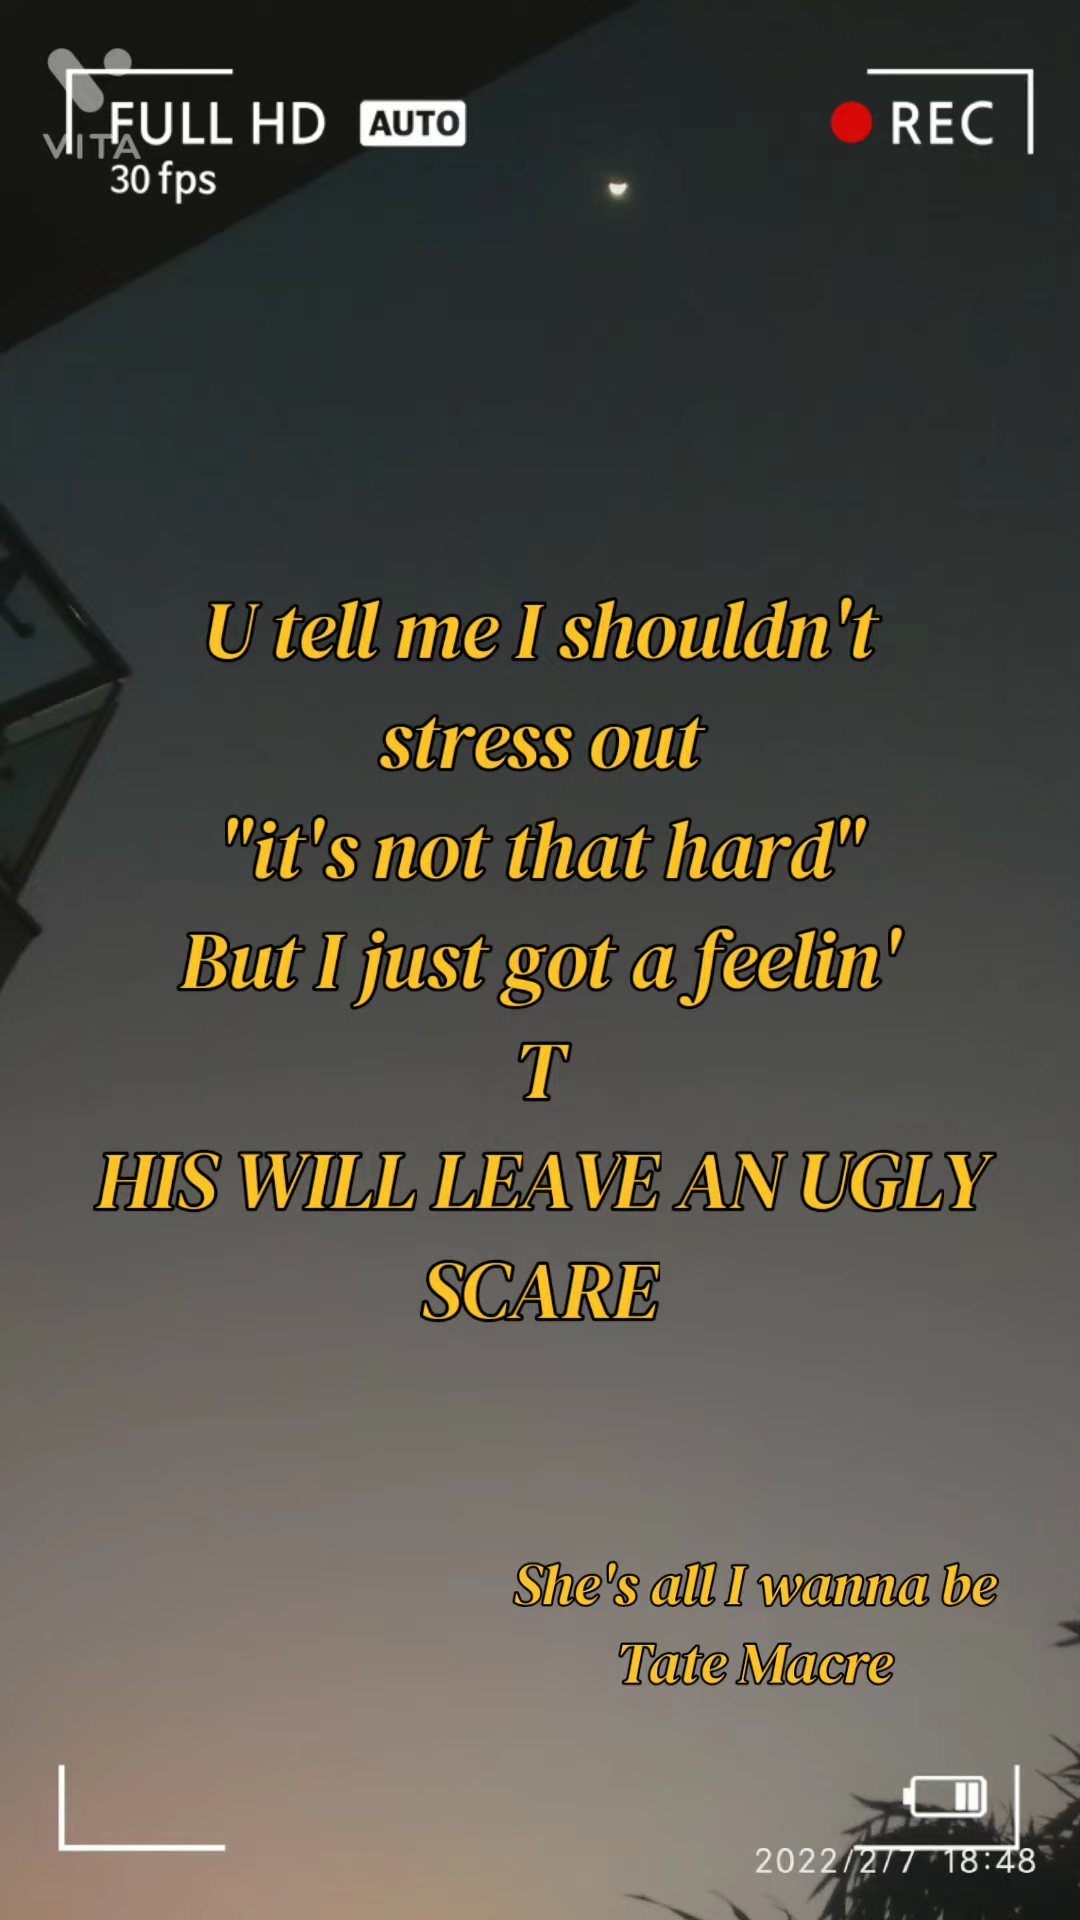 FULL HD AUTO
REC
VITA
30 fps
U tell me I shouldn't
stress out
"it's not that hard"
But I just got a feelin'
T
HIS WILL LEAVE AN UGLY
SCARE
She's all I wanna be
Tate Macre
2022/2/7 18:48